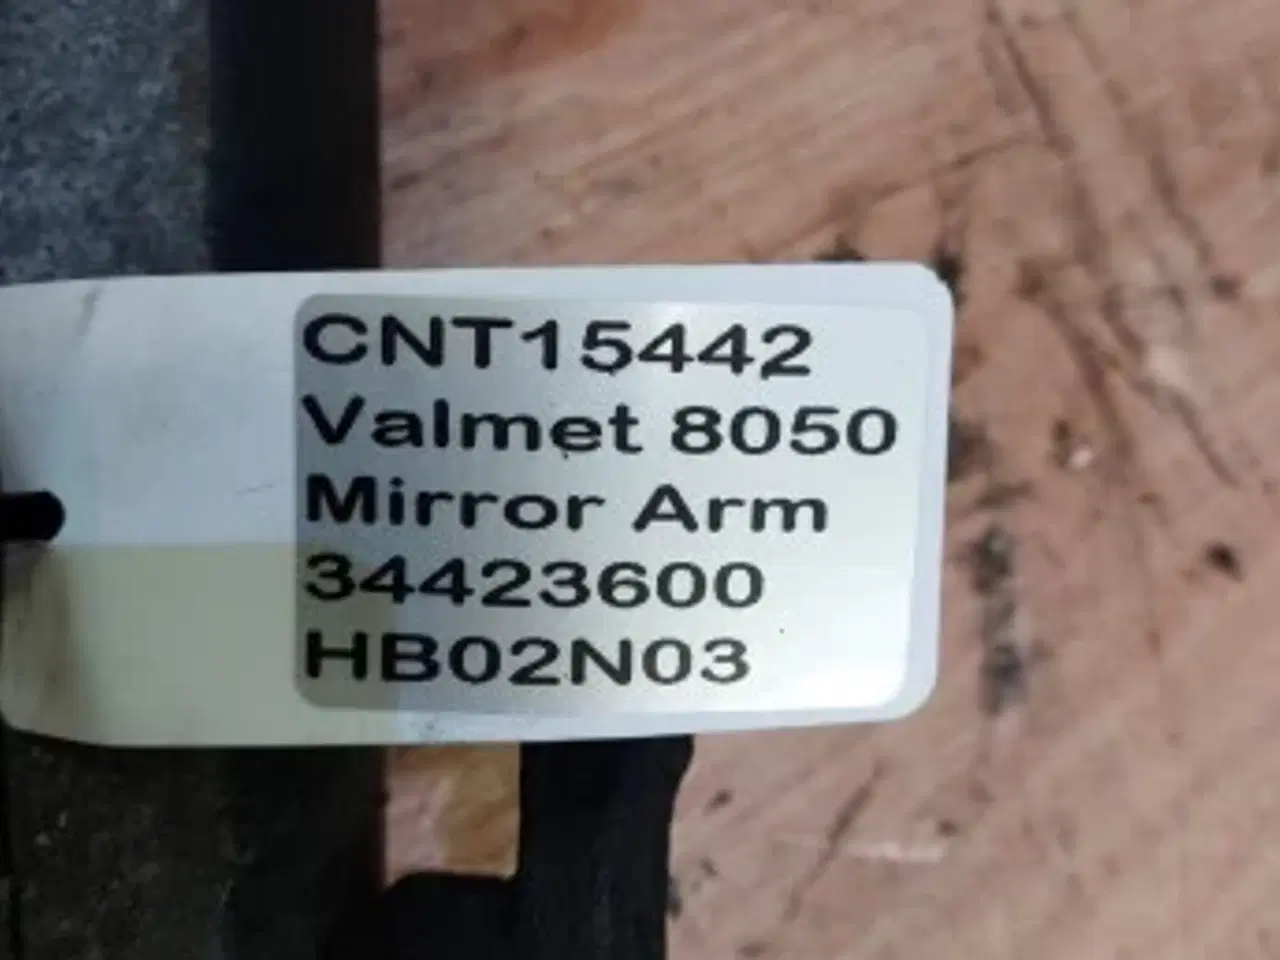 CNT15442
Valmet 8050
Mirror Arm
34423600
HB02N03